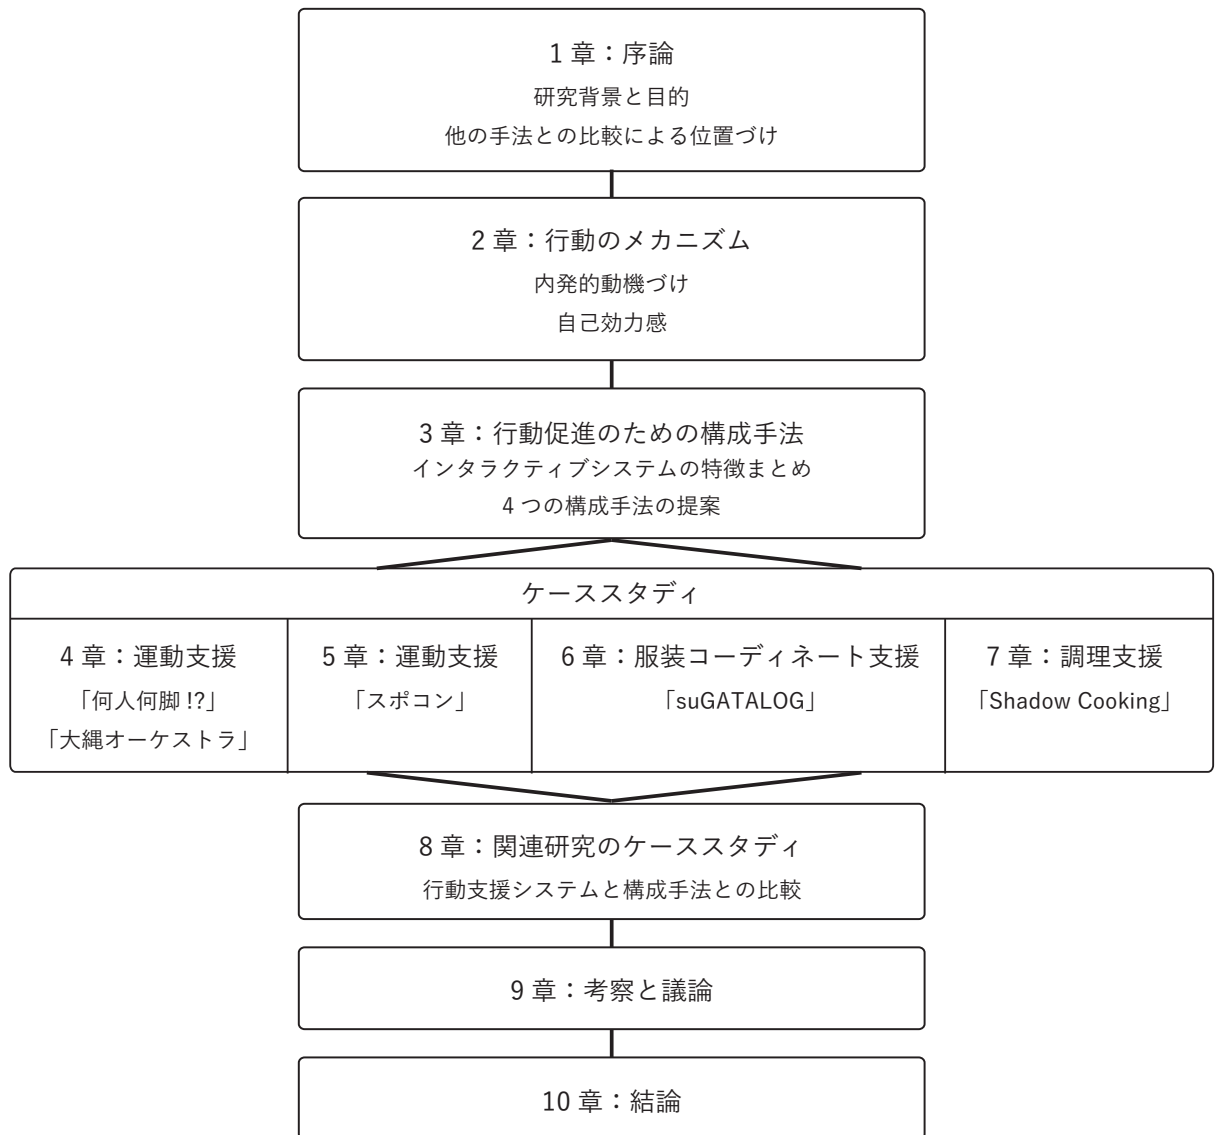 1 章：序論
研究背景と目的
他の手法との比較による位置づけ
2 章：行動のメカニズム
内発的動機づけ
自己効力感
3 章：行動促進のための構成手法
インタラクティブシステムの特徴まとめ
4 つの構成手法の提案
ケーススタディ
4 章：運動支援
「何人何脚 !?」
「大縄オーケストラ」
5 章：運動支援
「スポコン」
6 章：服装コーディネート支援
「suGATALOG」
7 章：調理支援
「Shadow Cooking」
8 章：関連研究のケーススタディ
行動支援システムと構成手法との比較
9 章：考察と議論
10 章：結論